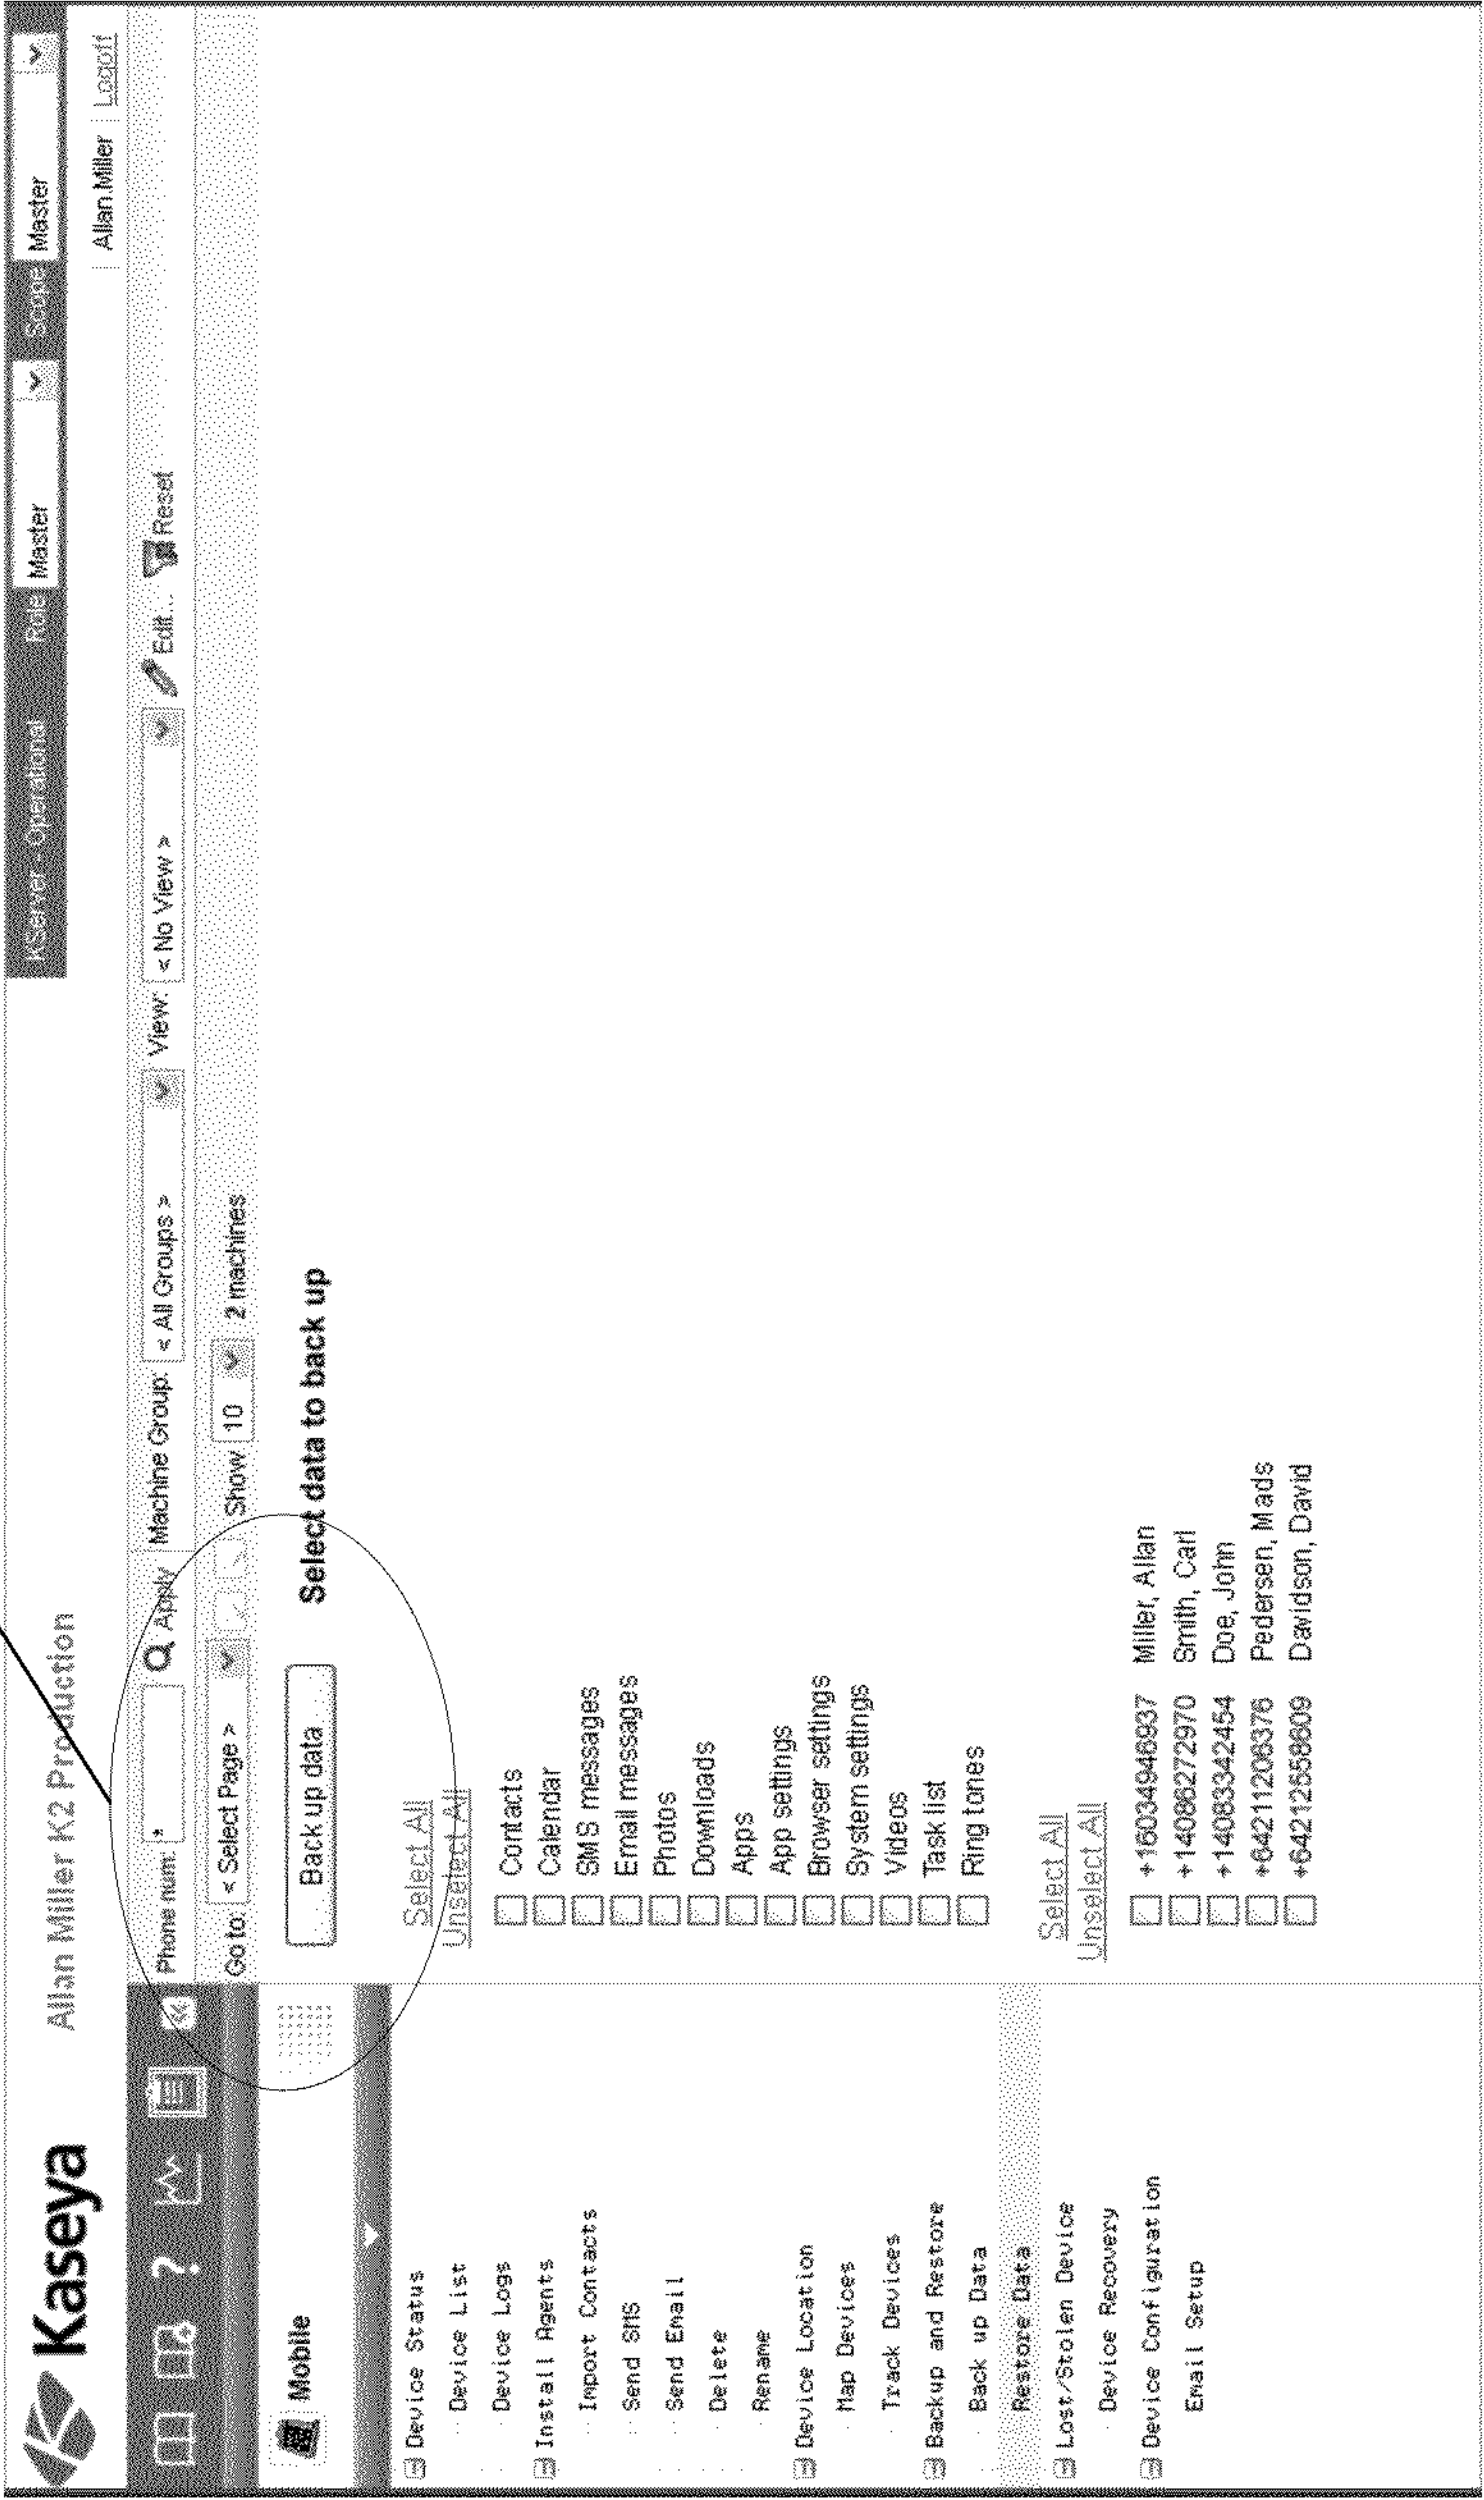 Kaseya
Allan Miller K2 Production
KServer - Operational Role Master Scope Master
Allan.Miller Logoff
Phone num: * Apply Machine Group: < All Groups > View: < No View > Edit... Reset
Go to: < Select Page > Show 10 2 machines
Mobile
Device Status
Device List
Device Logs
Install Agents
Import Contacts
Send SMS
Send Email
Delete
Rename
Device Location
Map Devices
Track Devices
Backup and Restore
Back up Data
Restore Data
Lost/Stolen Device
Device Recovery
Device Configuration
Email Setup
Back up data Select data to back up
Select All
Unselect All
Contacts
Calendar
SMS messages
Email messages
Photos
Downloads
Apps
App settings
Browser settings
System settings
Videos
Task list
Ring tones
Select All
Unselect All
+16034946937 Miller, Allan
+14086272970 Smith, Carl
+14083342454 Doe, John
+64211206376 Pedersen, Mads
+64212558609 Davidson, David